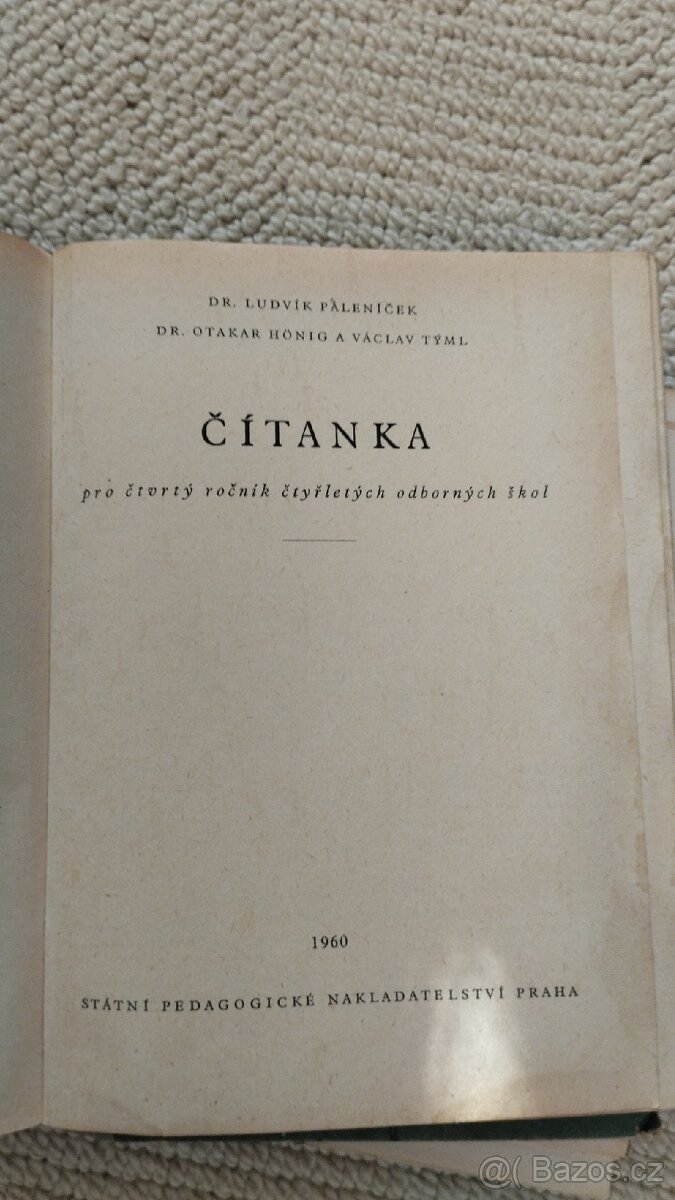 DR. LUDVÍK PÁLENÍČEK
DR. OTAKAR HÖNIG A VÁCLAV TÝML
ČÍTANKA
pro čtvrtý ročník čtyřletých odborných škol
1960
STÁTNÍ PEDAGOGICKÉ NAKLADATELSTVÍ PRAHA
@( Bazos.cz